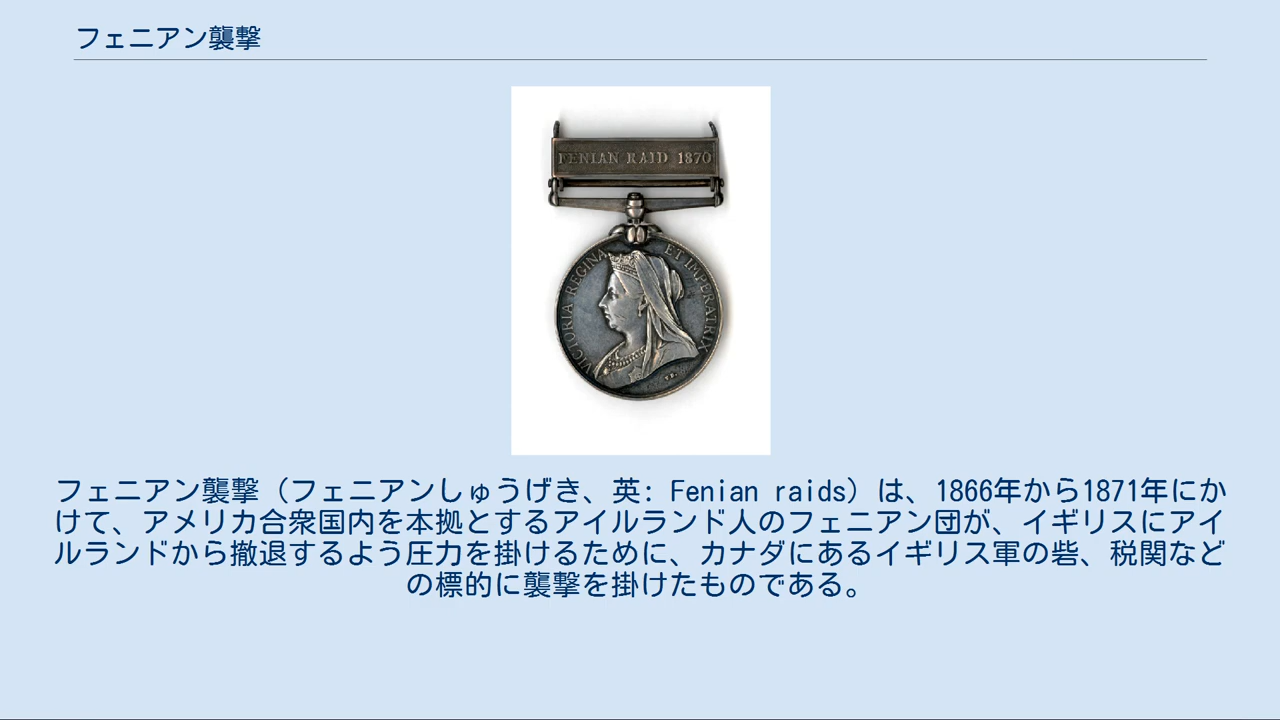 フェニアン襲撃
FENIAN RAID 1870
VICTORIA REGINA ET IMPERATRIX
フェニアン襲撃（フェニアンしゅうげき、英: Fenian raids）は、1866年から1871年にか
けて、アメリカ合衆国内を本拠とするアイルランド人のフェニアン団が、イギリスにアイ
ルランドから撤退するよう圧力を掛けるために、カナダにあるイギリス軍の砦、税関など
の標的に襲撃を掛けたものである。